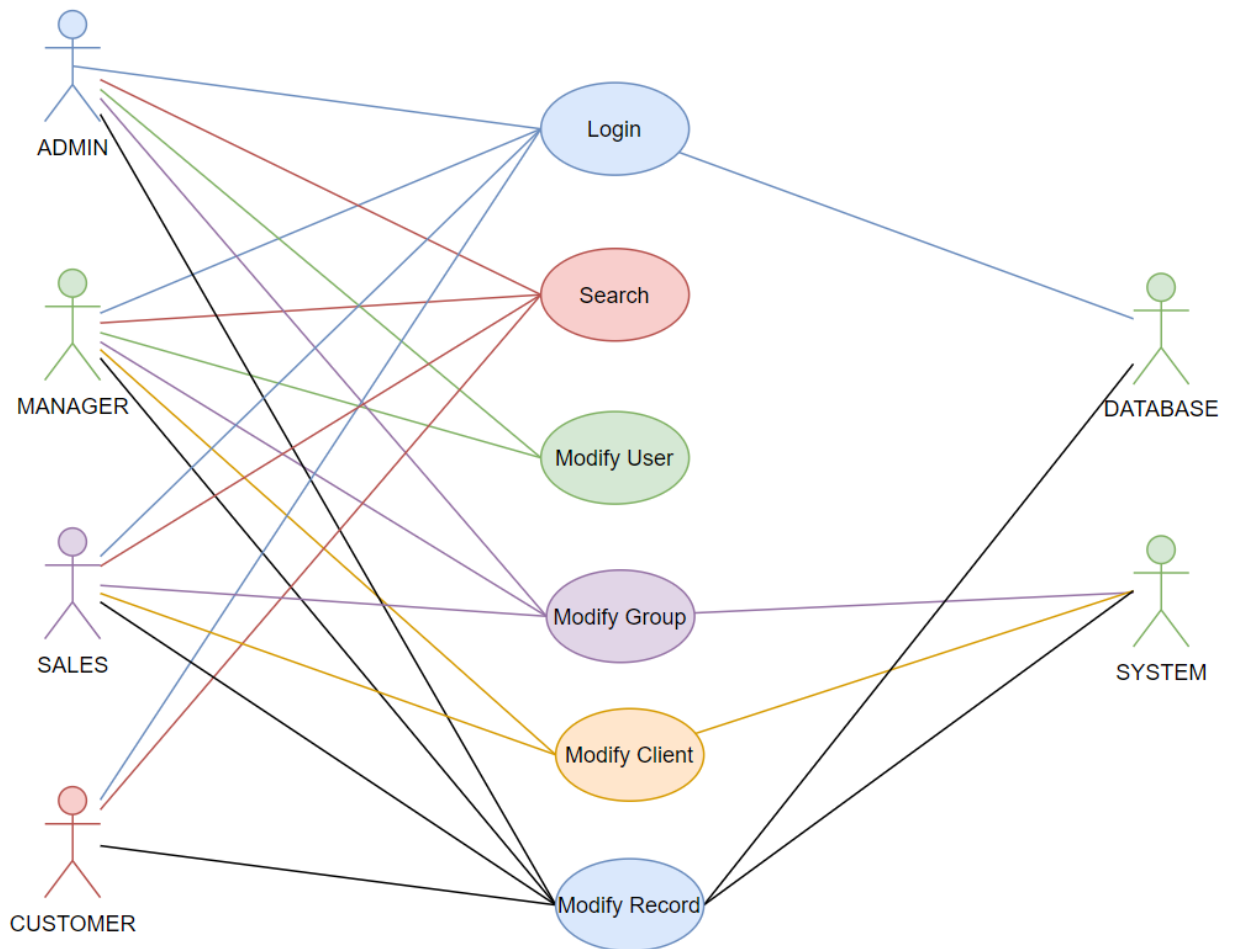 ADMIN
Login
Search
MANAGER
DATABASE
Modify User
SALES
Modify Group
SYSTEM
Modify Client
CUSTOMER
Modify Record